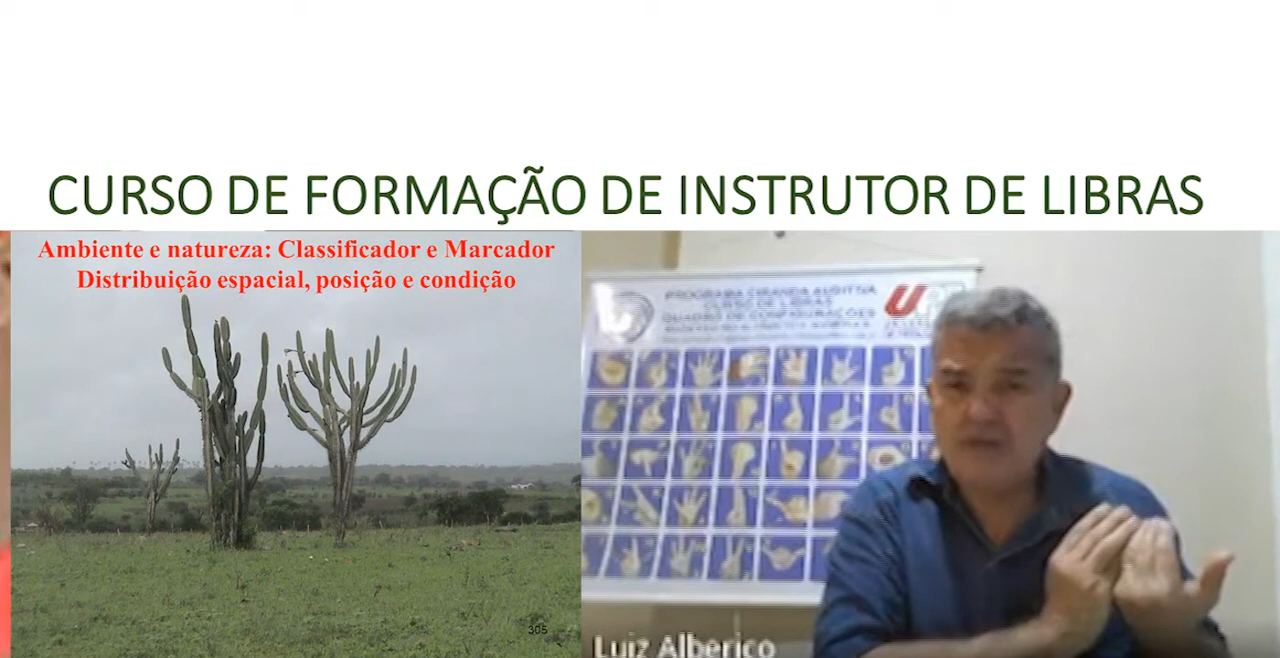 CURSO DE FORMAÇÃO DE INSTRUTOR DE LIBRAS
Ambiente e natureza: Classificador e Marcador
Distribuição espacial, posição e condição
305
PROGRAMA CIRANDA AUDITIVA
CURSO DE LIBRAS
QUADRO DE CONFIGURAÇÕES
Luiz Alberico